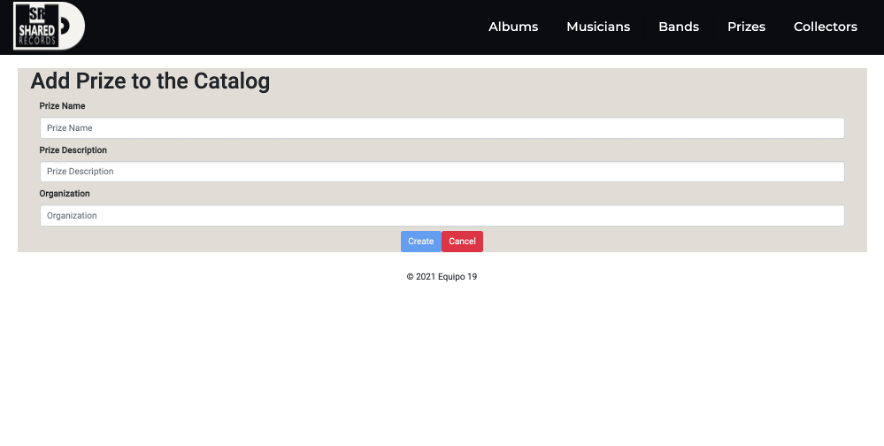 SR
SHARED
RECORDS
Albums Musicians Bands Prizes Collectors
Add Prize to the Catalog
Prize Name
Prize Name
Prize Description
Prize Description
Organization
Organization
Create Cancel
© 2021 Equipo 19